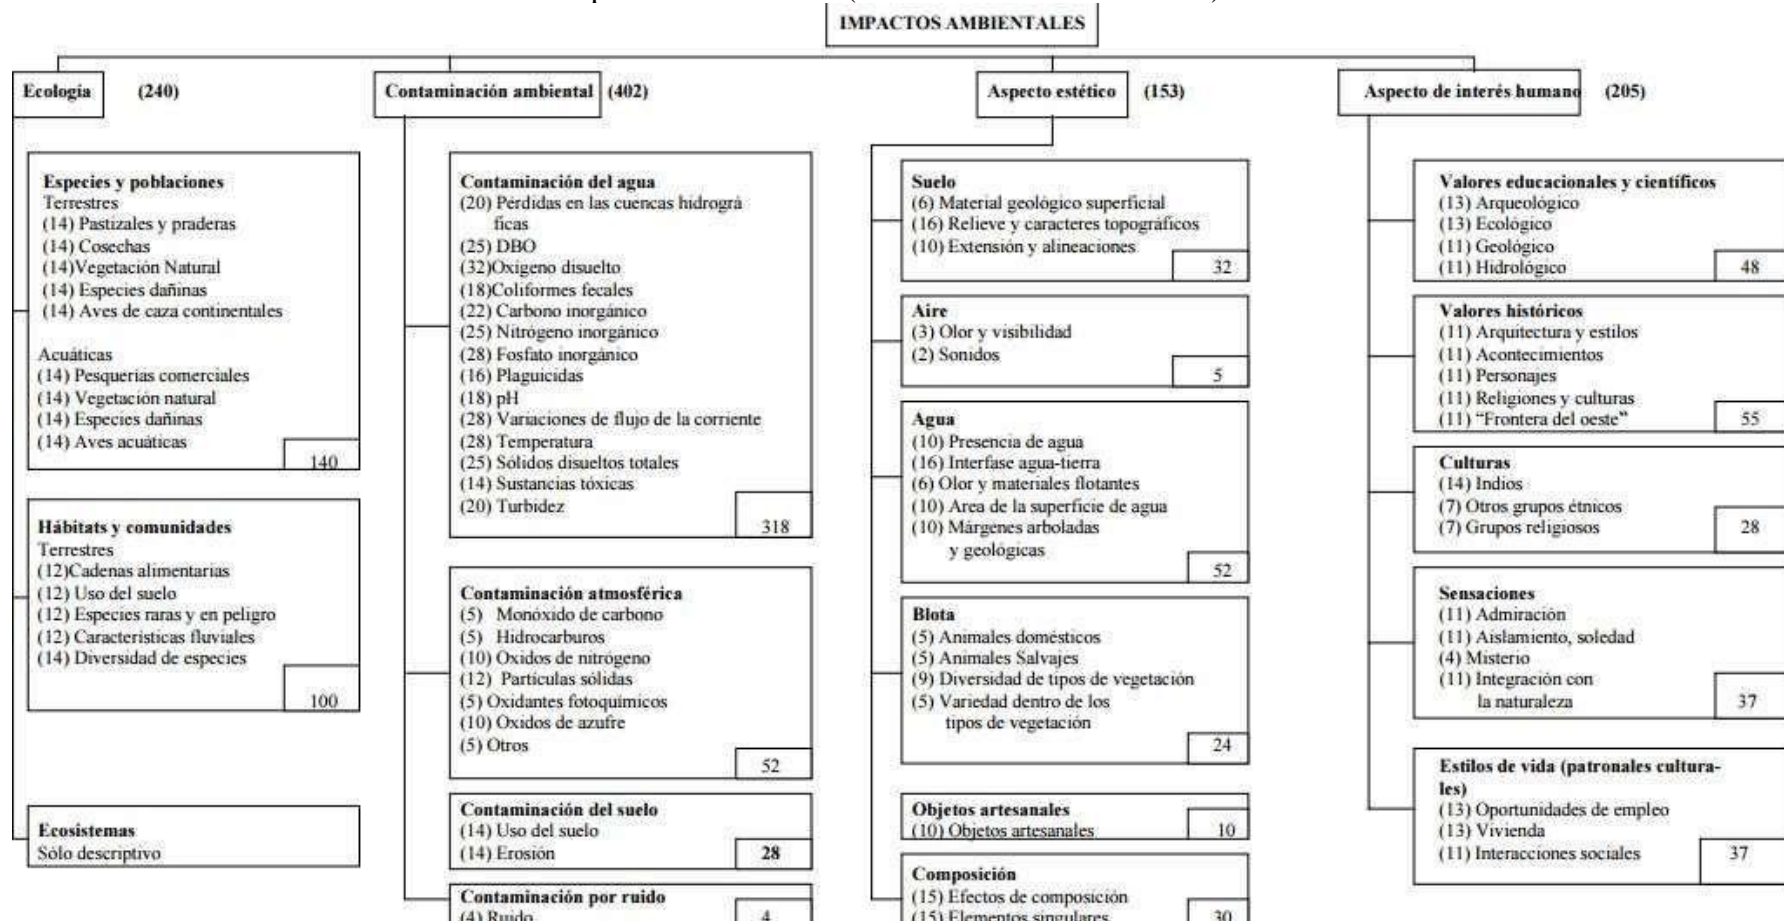 IMPACTOS AMBIENTALES
Ecología (240)
Contaminación ambiental (402)
Aspecto estético (153)
Aspecto de interés humano (205)
Especies y poblaciones
Terrestres
(14) Pastizales y praderas
(14) Cosechas
(14)Vegetación Natural
(14) Especies dañinas
(14) Aves de caza continentales
Acuáticas
(14) Pesquerías comerciales
(14) Vegetación natural
(14) Especies dañinas
(14) Aves acuáticas
140
Hábitats y comunidades
Terrestres
(12)Cadenas alimentarias
(12) Uso del suelo
(12) Especies raras y en peligro
(12) Características fluviales
(14) Diversidad de especies
100
Ecosistemas
Sólo descriptivo
Contaminación del agua
(20) Pérdidas en las cuencas hidrográ
ficas
(25) DBO
(32)Oxígeno disuelto
(18)Coliformes fecales
(22) Carbono inorgánico
(25) Nitrógeno inorgánico
(28) Fosfato inorgánico
(16) Plaguicidas
(18) pH
(28) Variaciones de flujo de la corriente
(28) Temperatura
(25) Sólidos disueltos totales
(14) Sustancias tóxicas
(20) Turbidez
318
Contaminación atmosférica
(5) Monóxido de carbono
(5) Hidrocarburos
(10) Oxidos de nitrógeno
(12) Partículas sólidas
(5) Oxidantes fotoquímicos
(10) Oxidos de azufre
(5) Otros
52
Contaminación del suelo
(14) Uso del suelo
(14) Erosión
28
Contaminación por ruido
(4) Ruido
4
Suelo
(6) Material geológico superficial
(16) Relieve y caracteres topográficos
(10) Extensión y alineaciones
32
Aire
(3) Olor y visibilidad
(2) Sonidos
5
Agua
(10) Presencia de agua
(16) Interfase agua-tierra
(6) Olor y materiales flotantes
(10) Area de la superficie de agua
(10) Márgenes arboladas
y geológicas
52
Blota
(5) Animales domésticos
(5) Animales Salvajes
(9) Diversidad de tipos de vegetación
(5) Variedad dentro de los
tipos de vegetación
24
Objetos artesanales
(10) Objetos artesanales
10
Composición
(15) Efectos de composición
(15) Elementos singulares
30
Valores educacionales y científicos
(13) Arqueológico
(13) Ecológico
(11) Geológico
(11) Hidrológico
48
Valores históricos
(11) Arquitectura y estilos
(11) Acontecimientos
(11) Personajes
(11) Religiones y culturas
(11) “Frontera del oeste”
55
Culturas
(14) Indios
(7) Otros grupos étnicos
(7) Grupos religiosos
28
Sensaciones
(11) Admiración
(11) Aislamiento, soledad
(4) Misterio
(11) Integración con
la naturaleza
37
Estilos de vida (patronales cultura-
les)
(13) Oportunidades de empleo
(13) Vivienda
(11) Interacciones sociales
37